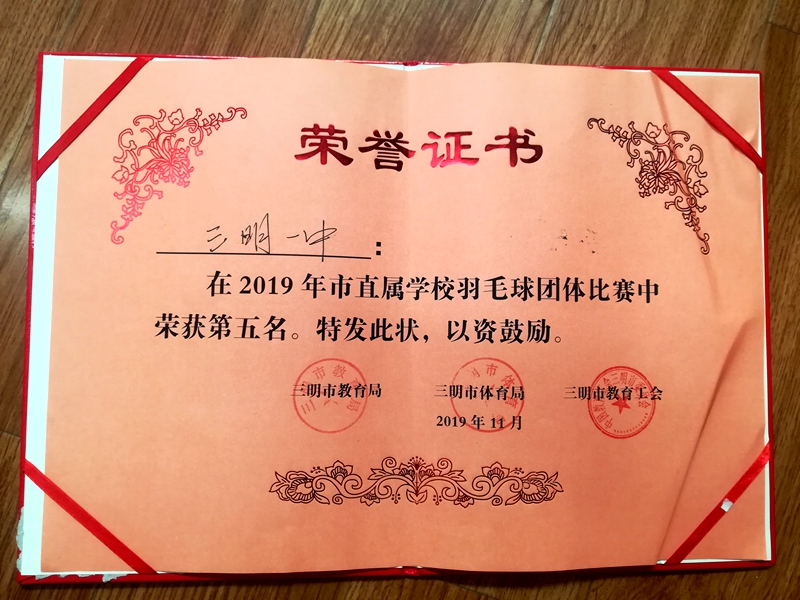 荣誉证书
三明一中：
在2019年市直属学校羽毛球团体比赛中
荣获第五名。特发此状，以资鼓励。
三明市教育局 三明市体育局 三明市教育工会
2019年11月